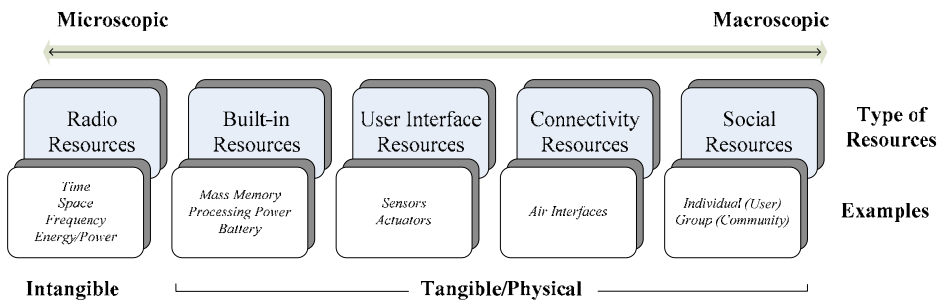 Microscopic
Macroscopic
Radio
Resources
Built-in
Resources
User Interface
Resources
Connectivity
Resources
Social
Resources
Type of
Resources
Time
Space
Frequency
Energy/Power
Mass Memory
Processing Power
Battery
Sensors
Actuators
Air Interfaces
Individual (User)
Group (Community)
Examples
Intangible
Tangible/Physical